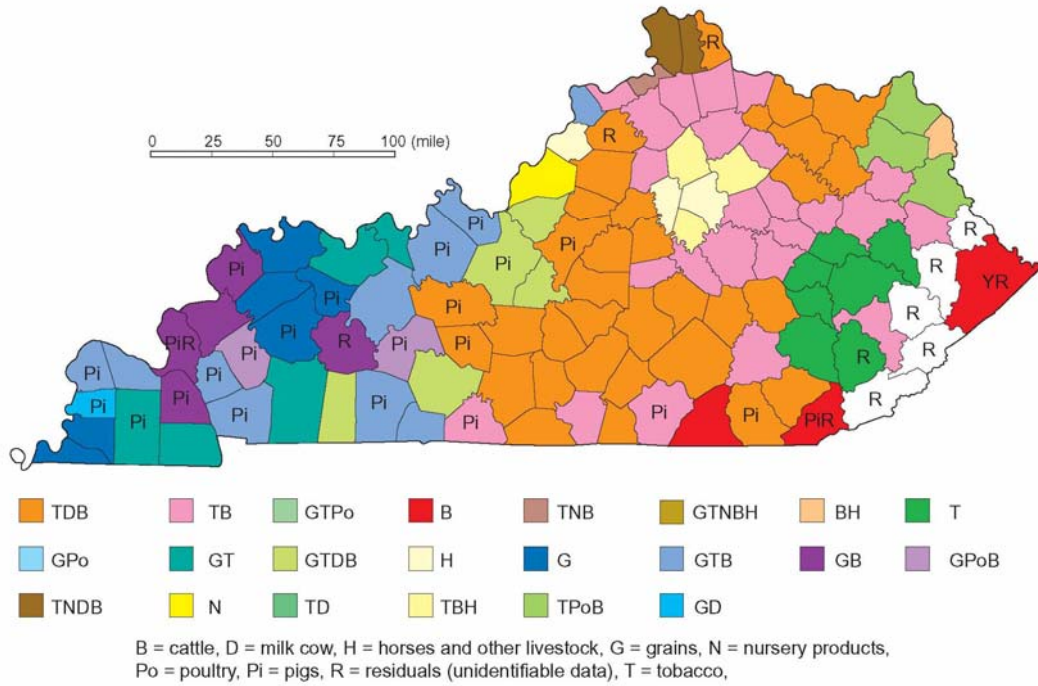 R
0 25 50 75 100 (mile)
R
Pi R
Pi Pi
Pi Pi R
YR
Pi
Pi R
Pi
PiR R Pi Pi
Pi Pi R R
Pi
Pi R
Pi
Pi Pi Pi Pi
Pi Pi PiR
TDB TB GTPo B TNB GTNBH BH T
GPo GT GTDB H G GTB GB GPoB
TNDB N TD TBH TPoB GD
B = cattle, D = milk cow, H = horses and other livestock, G = grains, N = nursery products,
Po = poultry, Pi = pigs, R = residuals (unidentifiable data), T = tobacco,